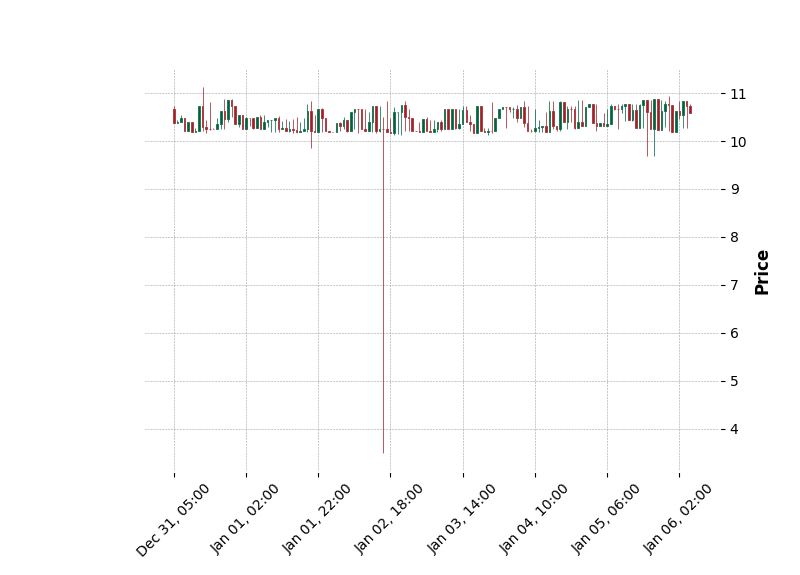 11
10
9
8
7
6
5
4
Price
Dec 31, 05:00
Jan 01, 02:00
Jan 01, 22:00
Jan 02, 18:00
Jan 03, 14:00
Jan 04, 10:00
Jan 05, 06:00
Jan 06, 02:00